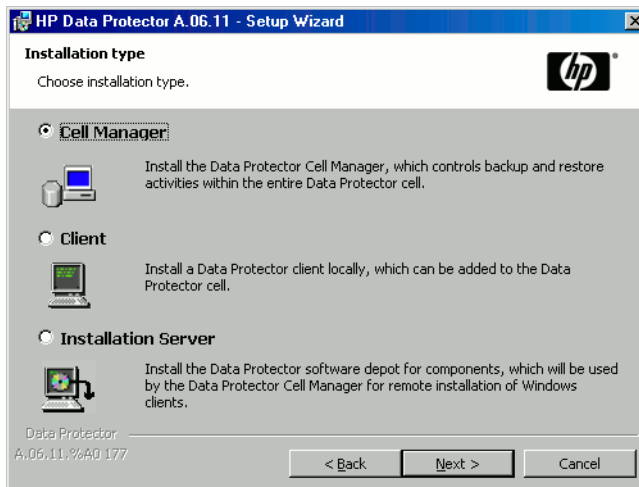 HP Data Protector A.06.11 - Setup Wizard
Installation type
Choose installation type.
hp
Cell Manager
Install the Data Protector Cell Manager, which controls backup and restore
activities within the entire Data Protector cell.
Client
Install a Data Protector client locally, which can be added to the Data
Protector cell.
Installation Server
Install the Data Protector software depot for components, which will be used
by the Data Protector Cell Manager for remote installation of Windows
clients.
Data Protector
A.06.11.%A0 177
< Back
Next >
Cancel